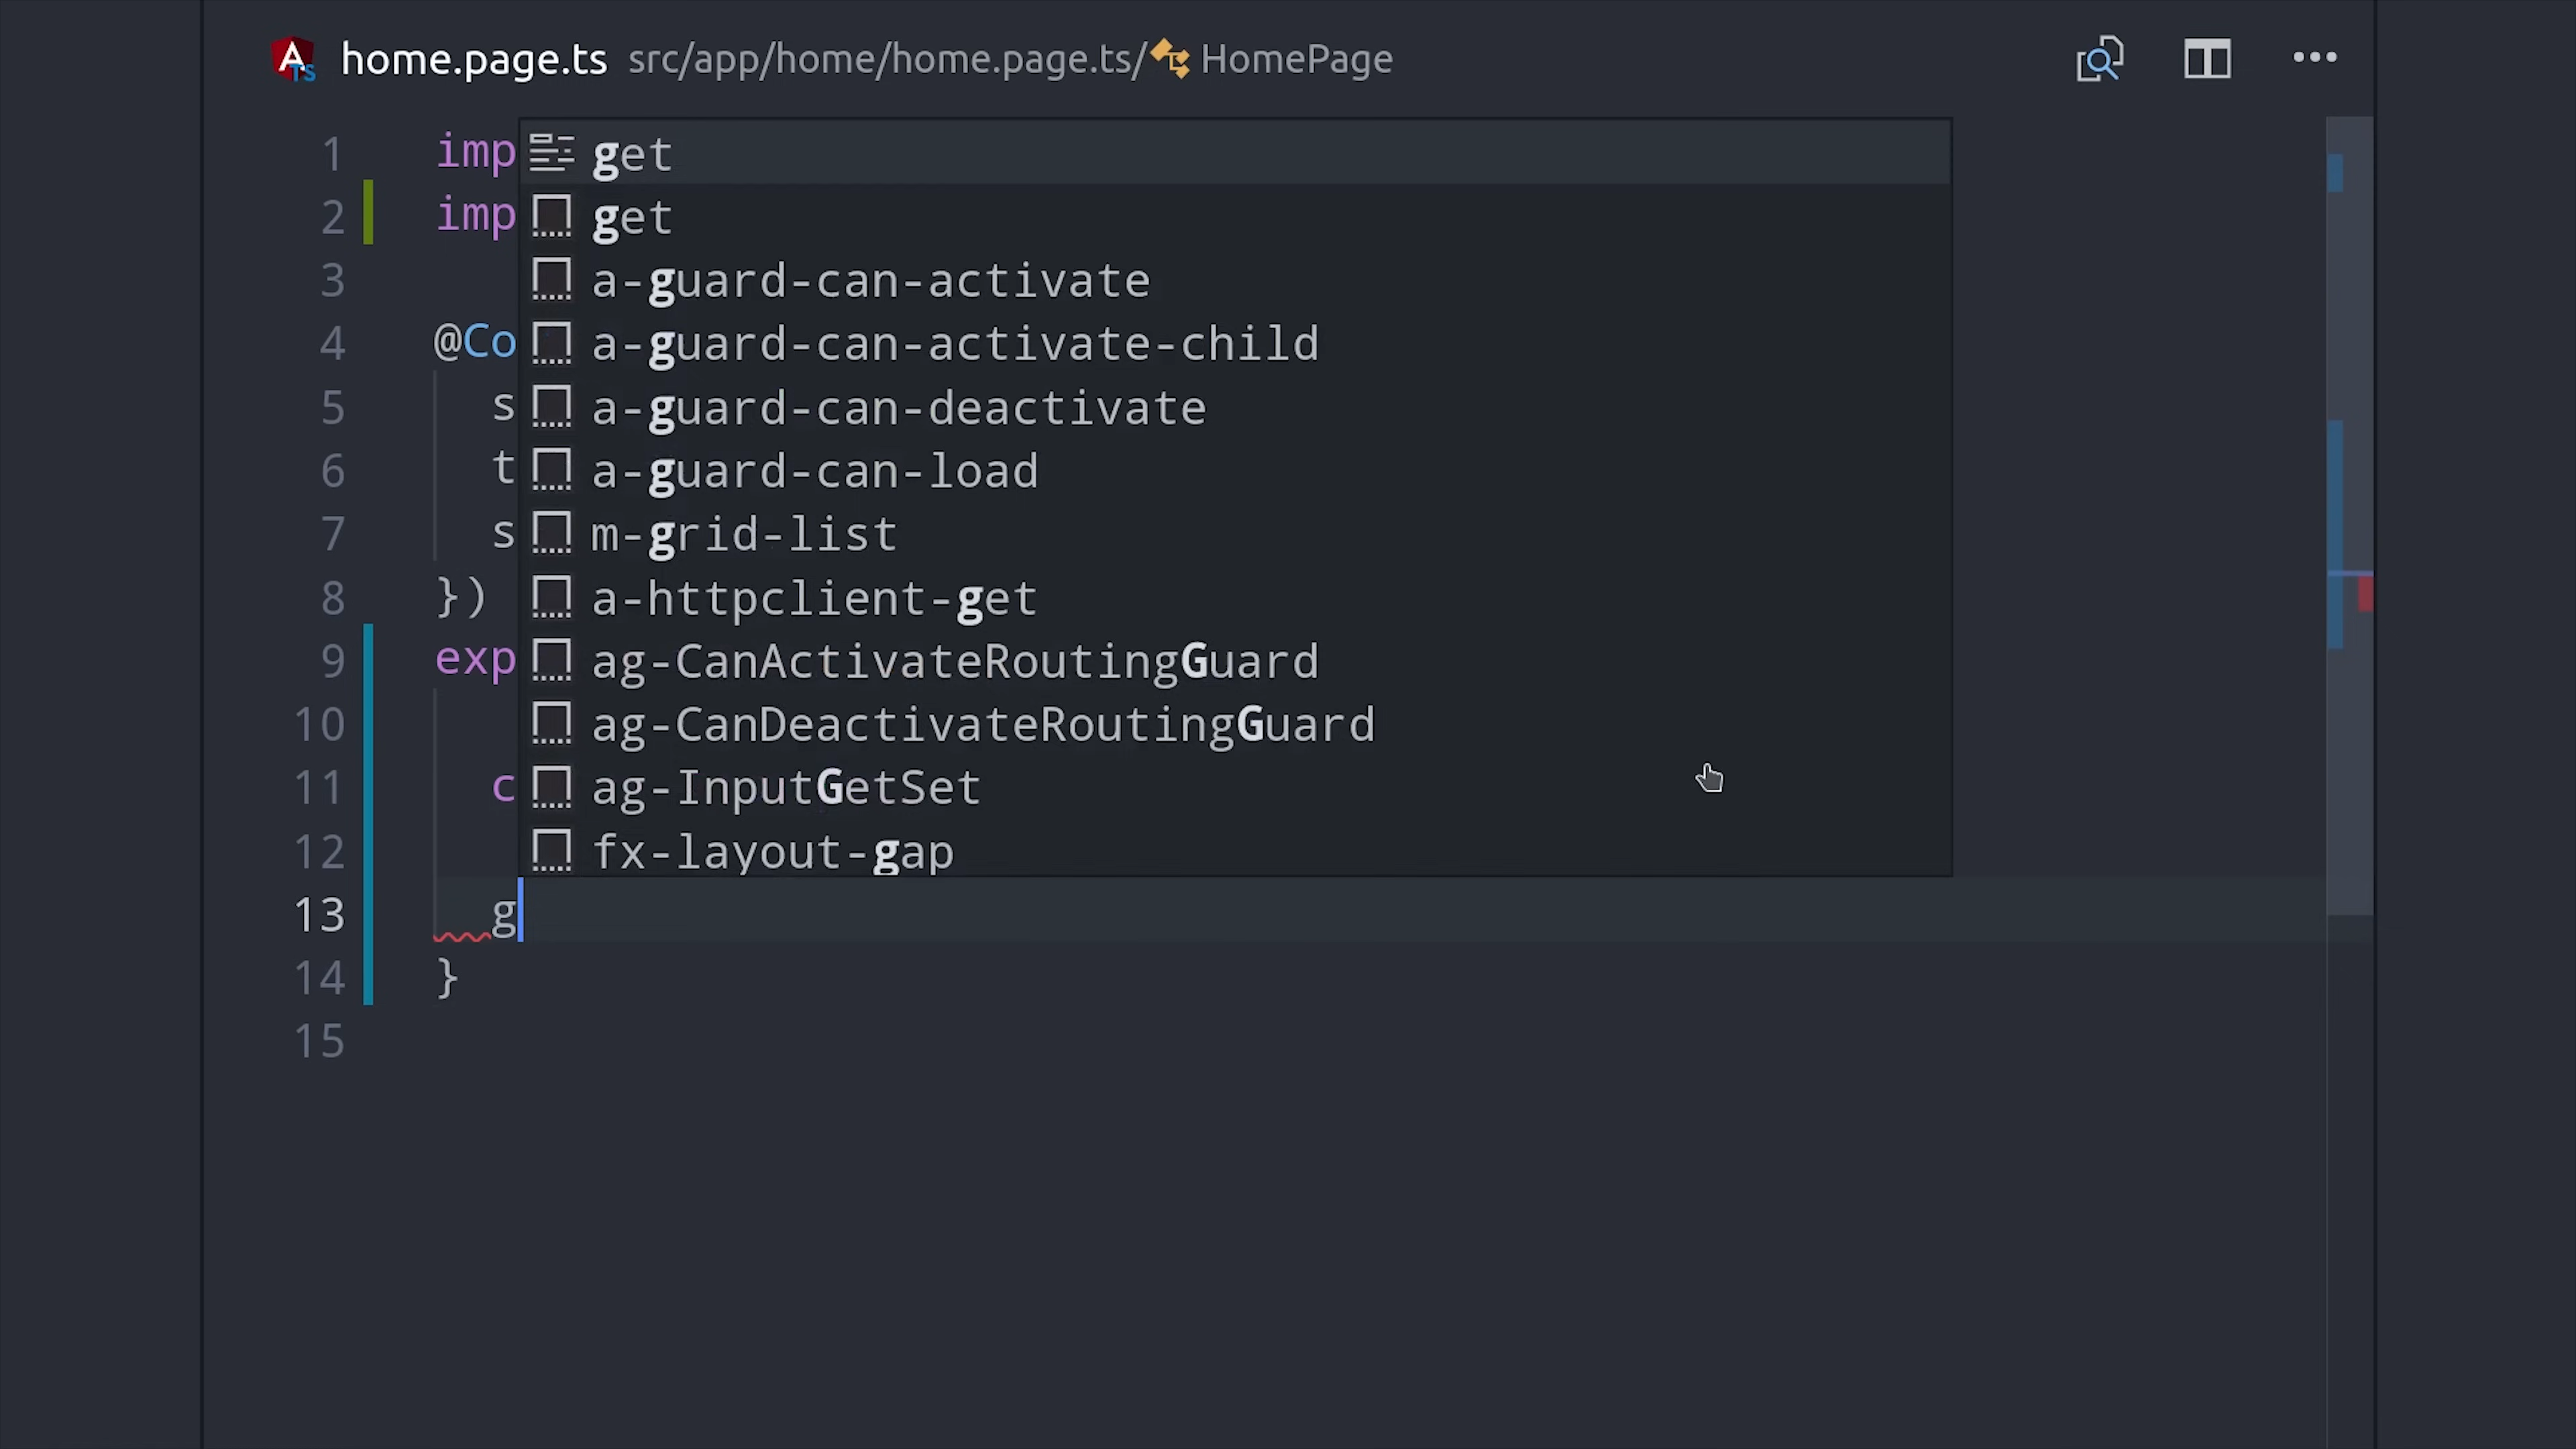 home.page.ts src/app/home/home.page.ts/ HomePage
1 imp get
2 imp get
3 a-guard-can-activate
4 @Co a-guard-can-activate-child
5 s a-guard-can-deactivate
6 t a-guard-can-load
7 s m-grid-list
8 }) a-httpclient-get
9 exp ag-CanActivateRoutingGuard
10 ag-CanDeactivateRoutingGuard
11 c ag-InputGetSet
12 fx-layout-gap
13 g
14 }
15